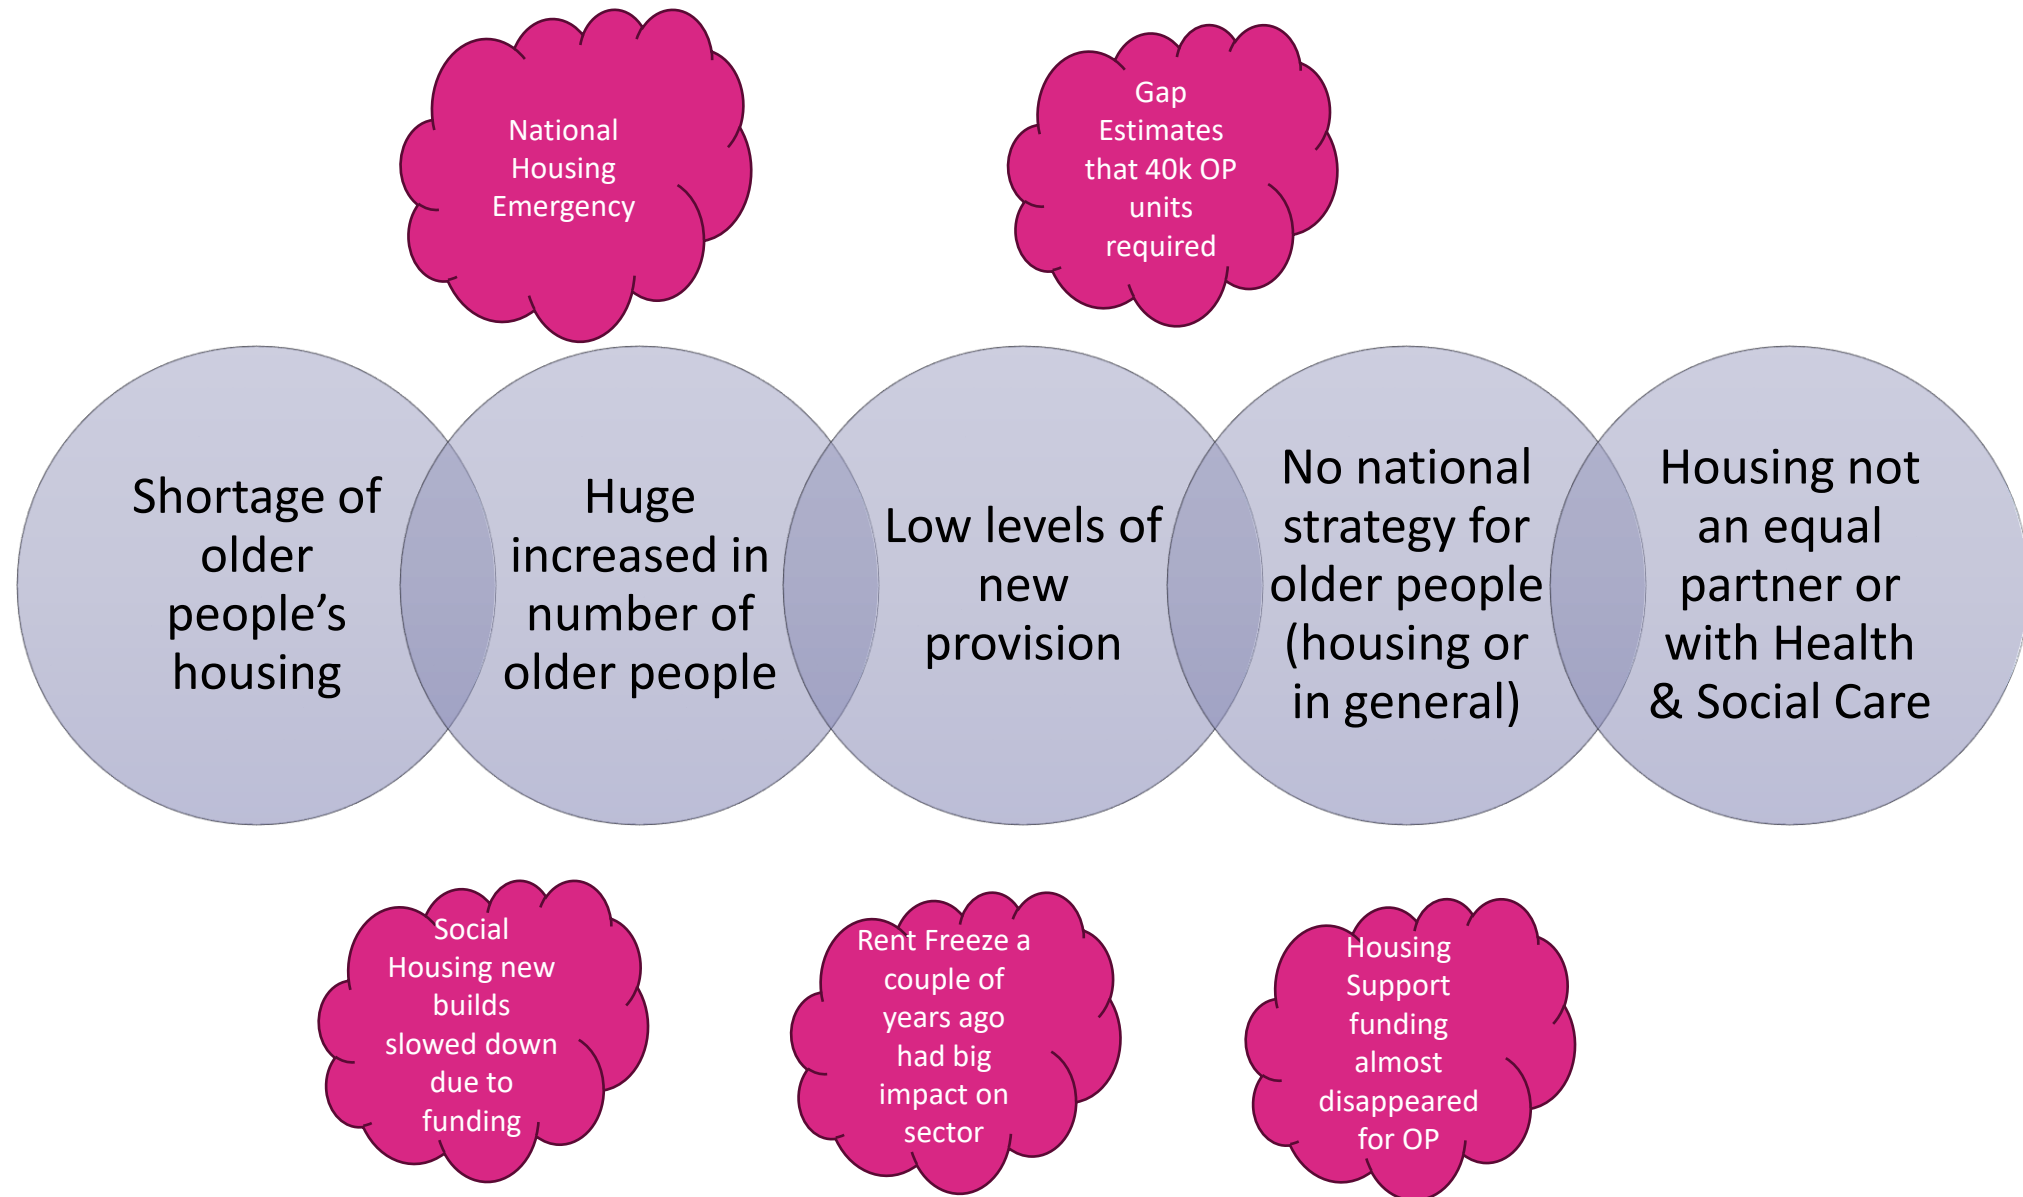 National
Housing
Emergency
Gap
Estimates
that 40k OP
units
required
Shortage of
older
people’s
housing
Huge
increased in
number of
older people
Low levels of
new
provision
No national
strategy for
older people
(housing or
in general)
Housing not
an equal
partner or
with Health
& Social Care
Social
Housing new
builds
slowed down
due to
funding
Rent Freeze a
couple of
years ago
had big
impact on
sector
Housing
Support
funding
almost
disappeared
for OP